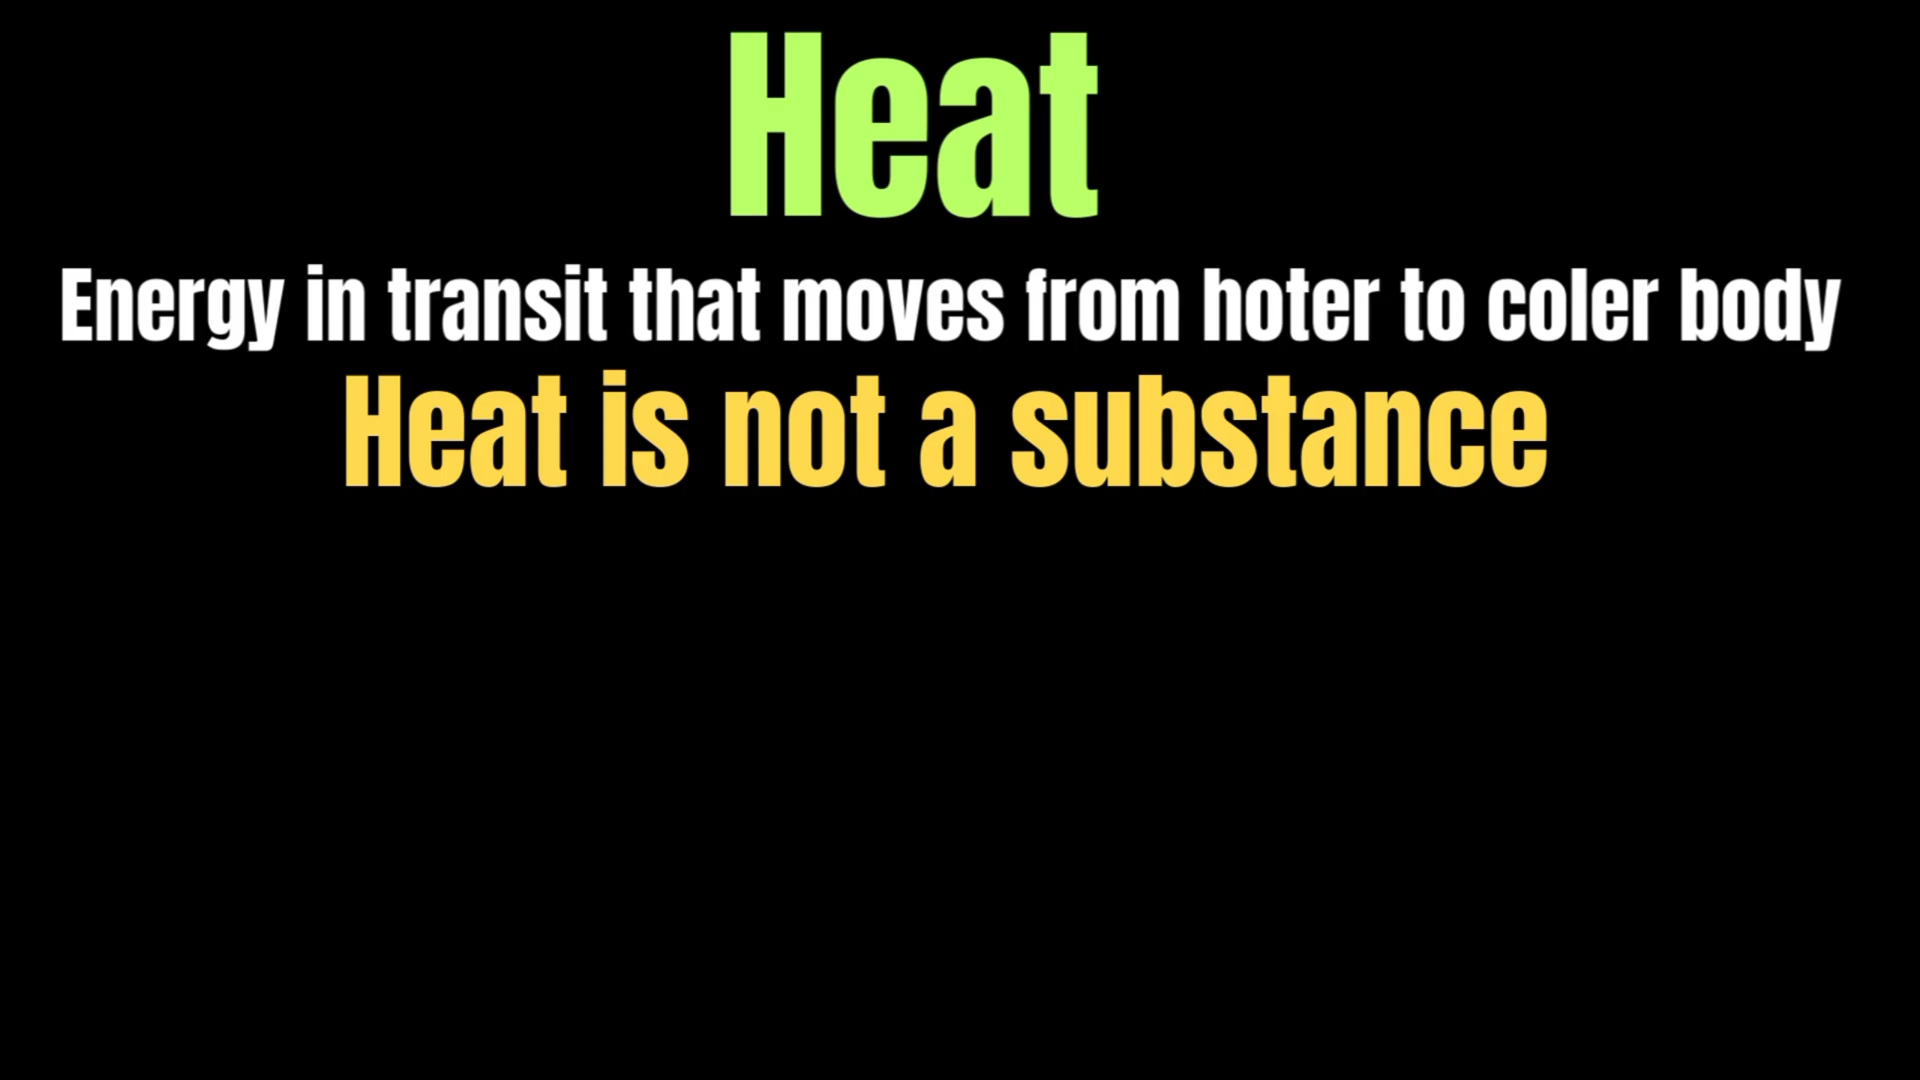 Heat
Energy in transit that moves from hoter to coler body
Heat is not a substance